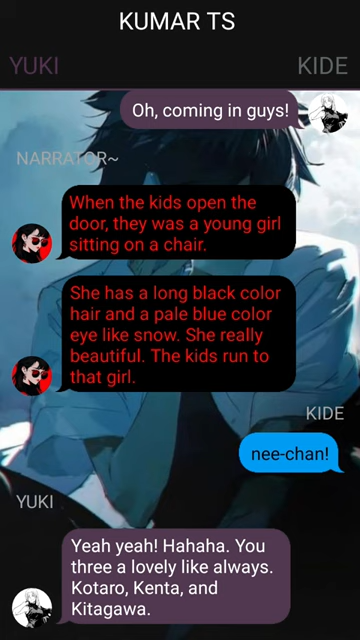 KUMAR TS
YUKI
KIDE
Oh, coming in guys!
NARRATOR~
When the kids open the
door, they was a young girl
sitting on a chair.
She has a long black color
hair and a pale blue color
eye like snow. She really
beautiful. The kids run to
that girl.
KIDE
nee-chan!
YUKI
Yeah yeah! Hahaha. You
three a lovely like always.
Kotaro, Kenta, and
Kitagawa.